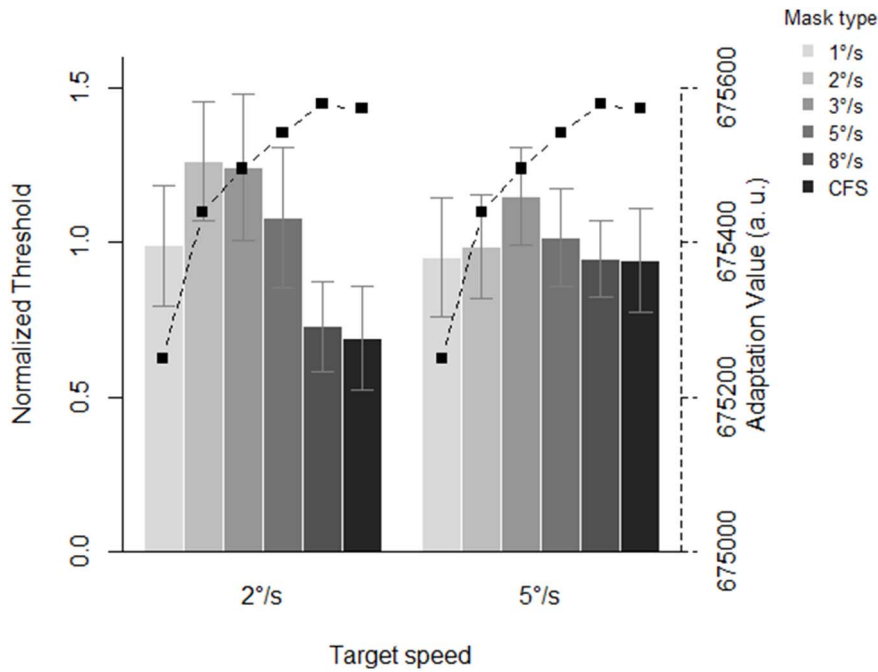 Mask type
1°/s
2°/s
3°/s
5°/s
8°/s
CFS
Normalized Threshold
1.5
1.0
0.5
0.0
675600
675400
675200
675000
Adaptation Value (a. u.)
2°/s
5°/s
Target speed